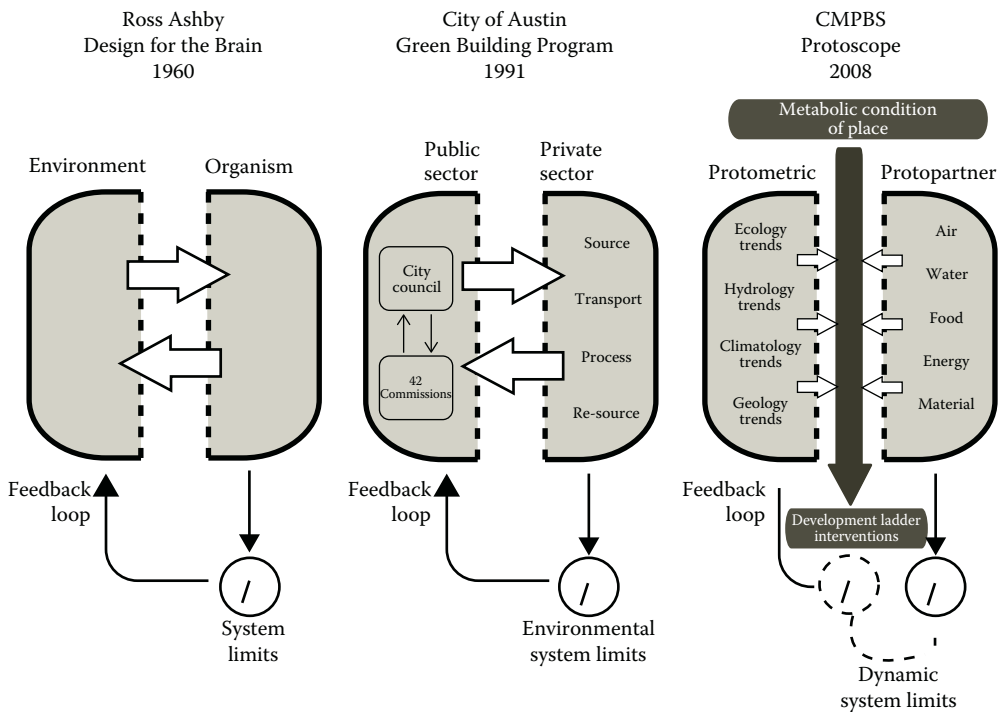 Ross Ashby
Design for the Brain
1960
Environment
Organism
Feedback
loop
System
limits
City of Austin
Green Building Program
1991
Public
sector
Private
sector
City
council
42
Commissions
Source
Transport
Process
Re-source
Feedback
loop
Environmental
system limits
CMPBS
Protoscope
2008
Metabolic condition
of place
Protometric
Protopartner
Ecology
trends
Hydrology
trends
Climatology
trends
Geology
trends
Air
Water
Food
Energy
Material
Feedback
loop
Development ladder
interventions
Dynamic
system limits